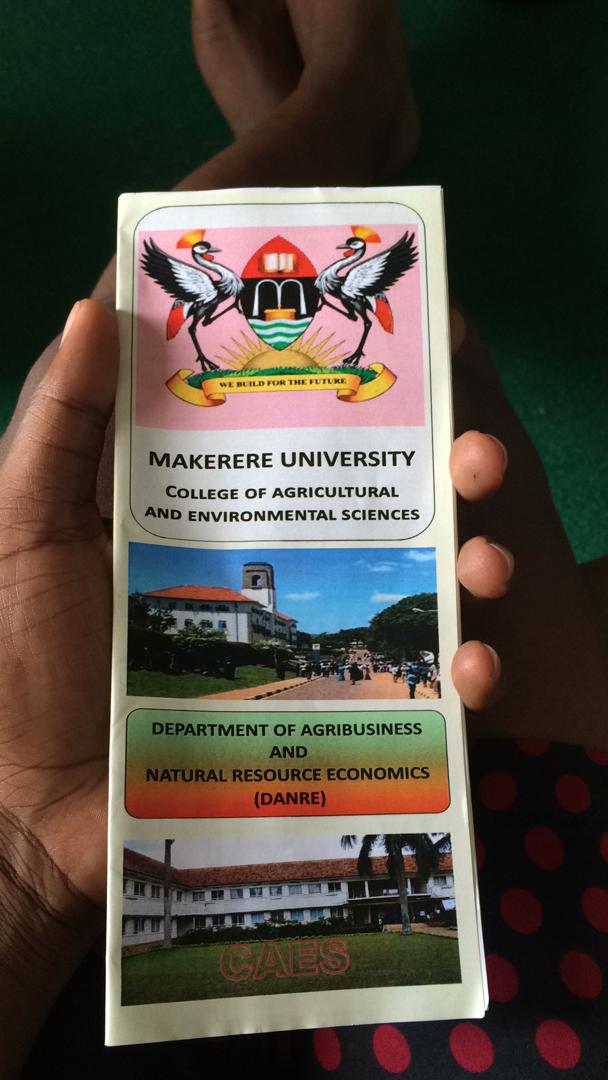 WE BUILD FOR THE FUTURE
MAKERERE UNIVERSITY
COLLEGE OF AGRICULTURAL
AND ENVIRONMENTAL SCIENCES
DEPARTMENT OF AGRIBUSINESS
AND
NATURAL RESOURCE ECONOMICS
(DANRE)
CAES